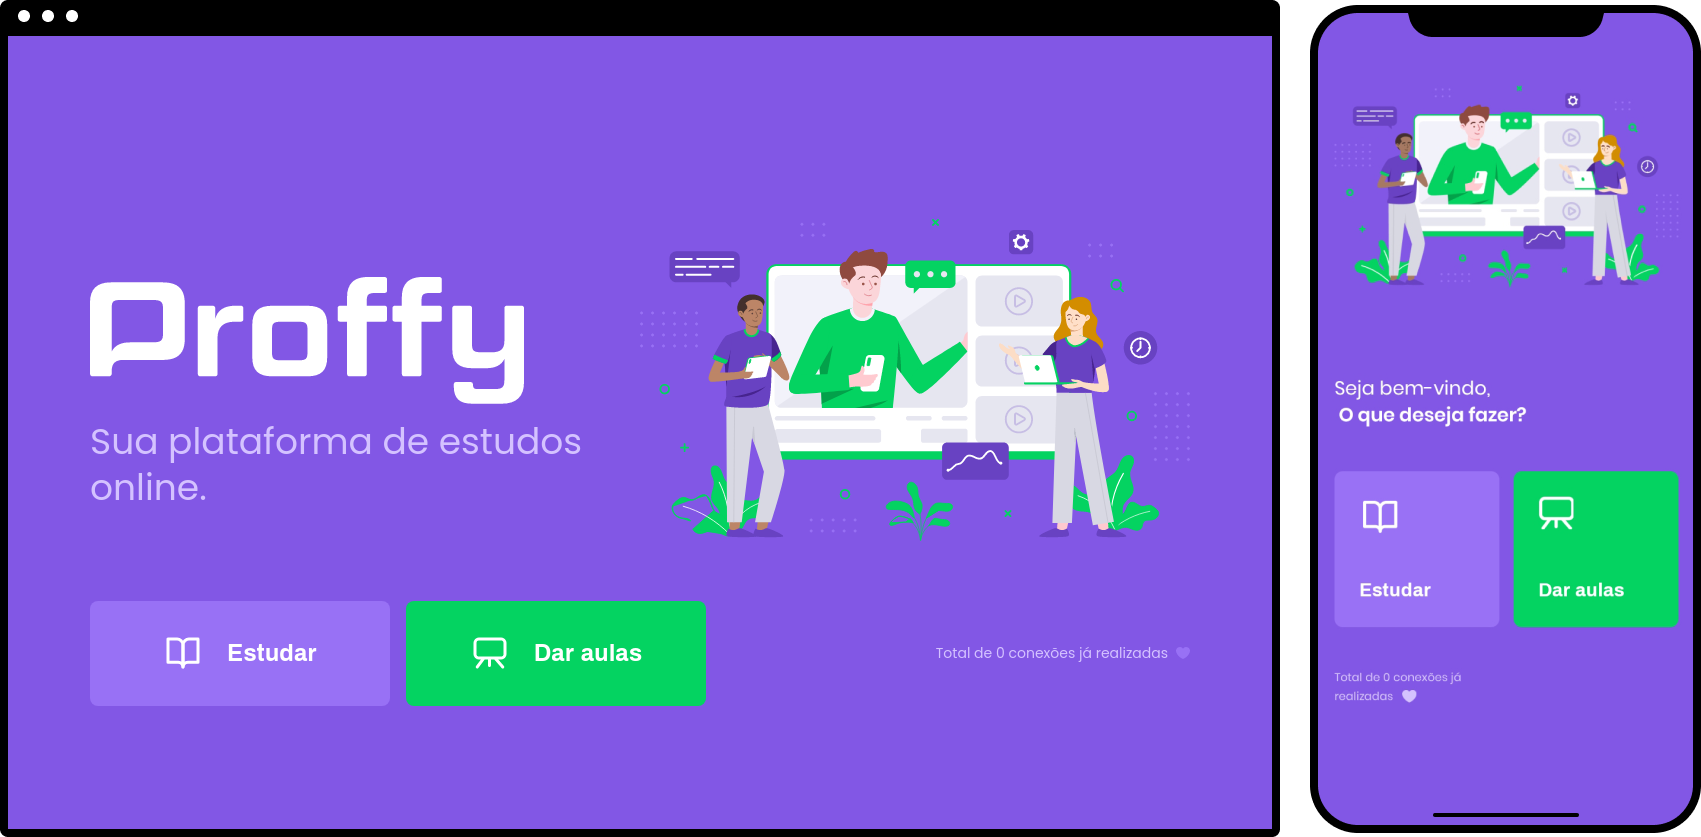 Proffy
Sua plataforma de estudos
online.
Estudar
Dar aulas
Total de 0 conexões já realizadas
Seja bem-vindo,
O que deseja fazer?
Estudar
Dar aulas
Total de 0 conexões já
realizadas